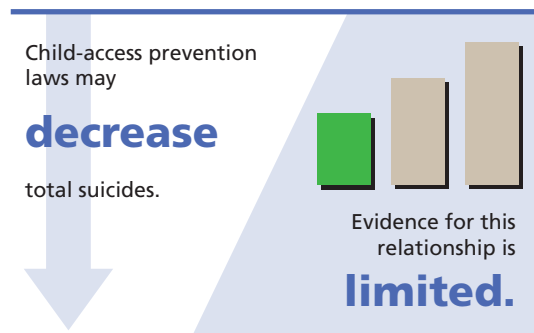 Child-access prevention
laws may
decrease
total suicides.
Evidence for this
relationship is
limited.